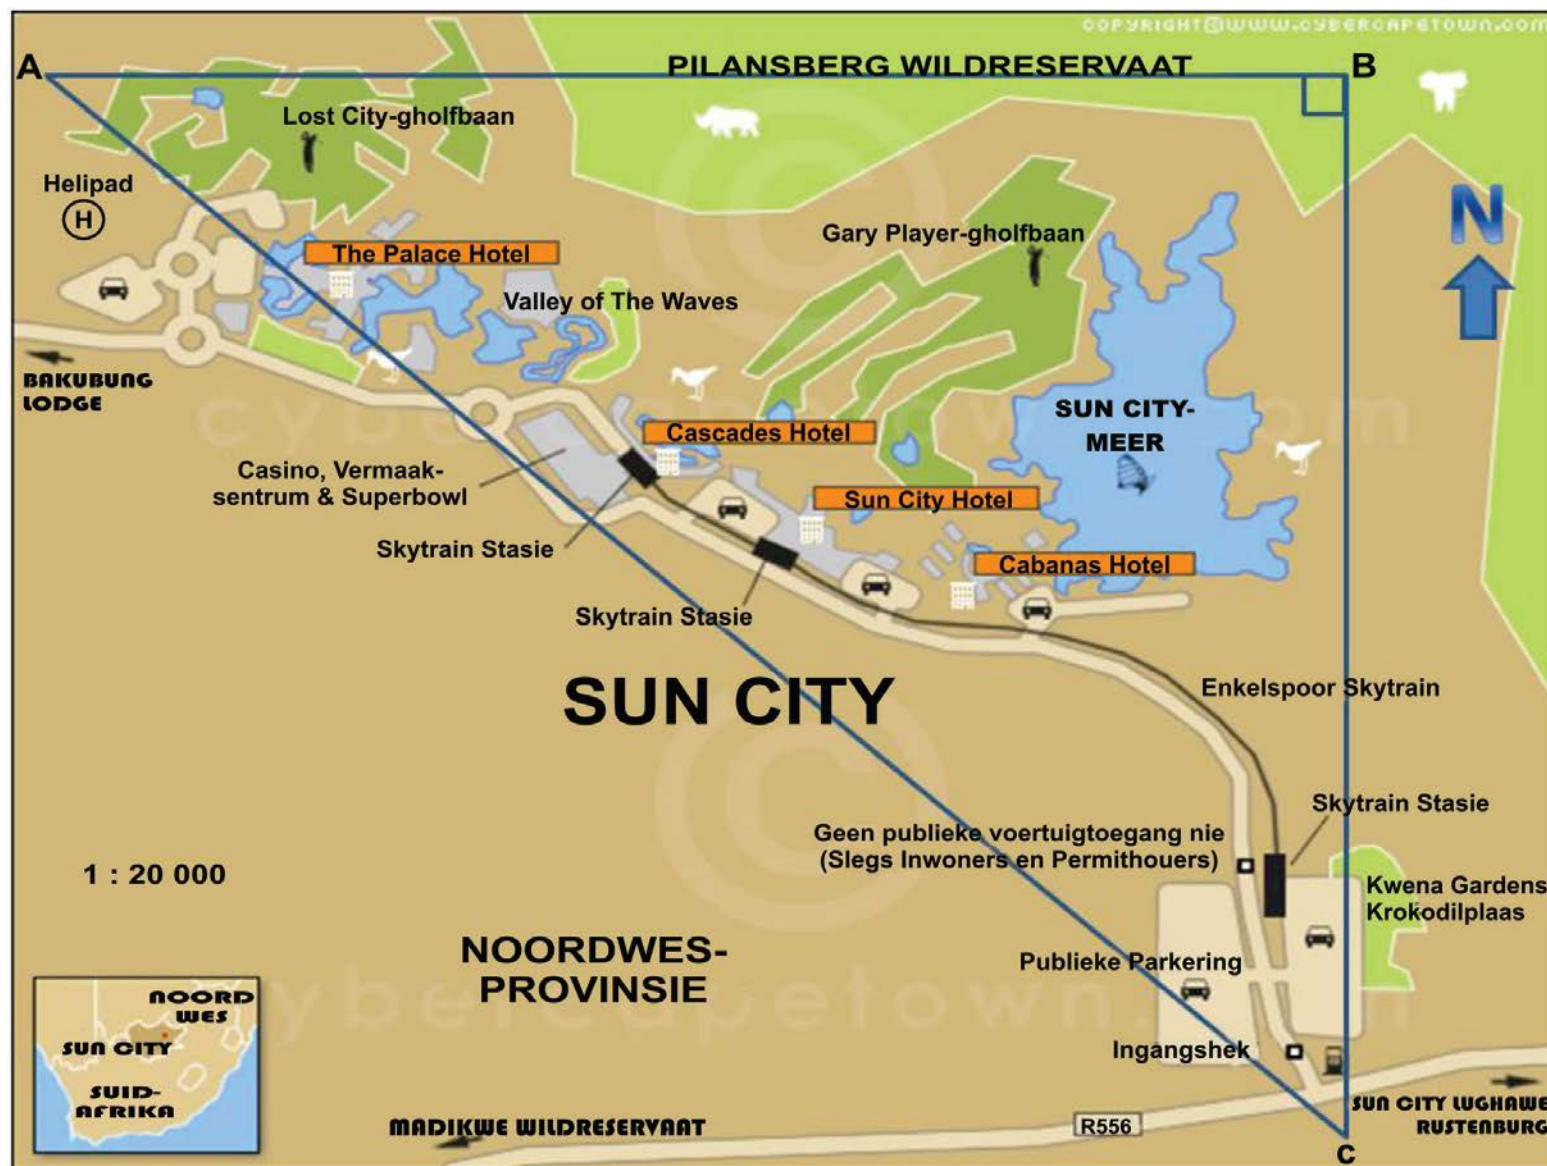 COPYRIGHT©WWW.CYBERCAPETOWN.COM
A
PILANSBERG WILDRESERVAAT
B
Lost City-gholfbaan
Helipad
H
N
Gary Player-gholfbaan
The Palace Hotel
Valley of The Waves
BAKUBUNG
LODGE
SUN CITY-
MEER
Cascades Hotel
Casino, Vermaak-
sentrum & Superbowl
Sun City Hotel
Skytrain Stasie
Cabanas Hotel
Skytrain Stasie
SUN CITY
Enkelspoor Skytrain
Skytrain Stasie
Geen publieke voertuigtoegang nie
(Slegs Inwoners en Permithouers)
1 : 20 000
Kwena Gardens
Krokodilplaas
NOORDWES-
PROVINSIE
Publieke Parkering
NOORD
WES
SUN CITY
SUID-
AFRIKA
Ingangshek
MADIKWE WILDRESERVAAT
R556
SUN CITY LUGHAWE
RUSTENBURG
C
cybercapetown.com
cybercapetown.com